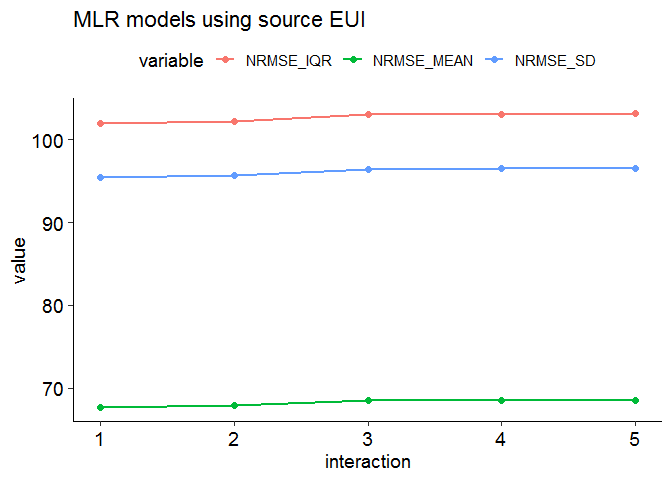 MLR models using source EUI
variable NRMSE_IQR NRMSE_MEAN NRMSE_SD
100
90
80
70
value
1 2 3 4 5
interaction